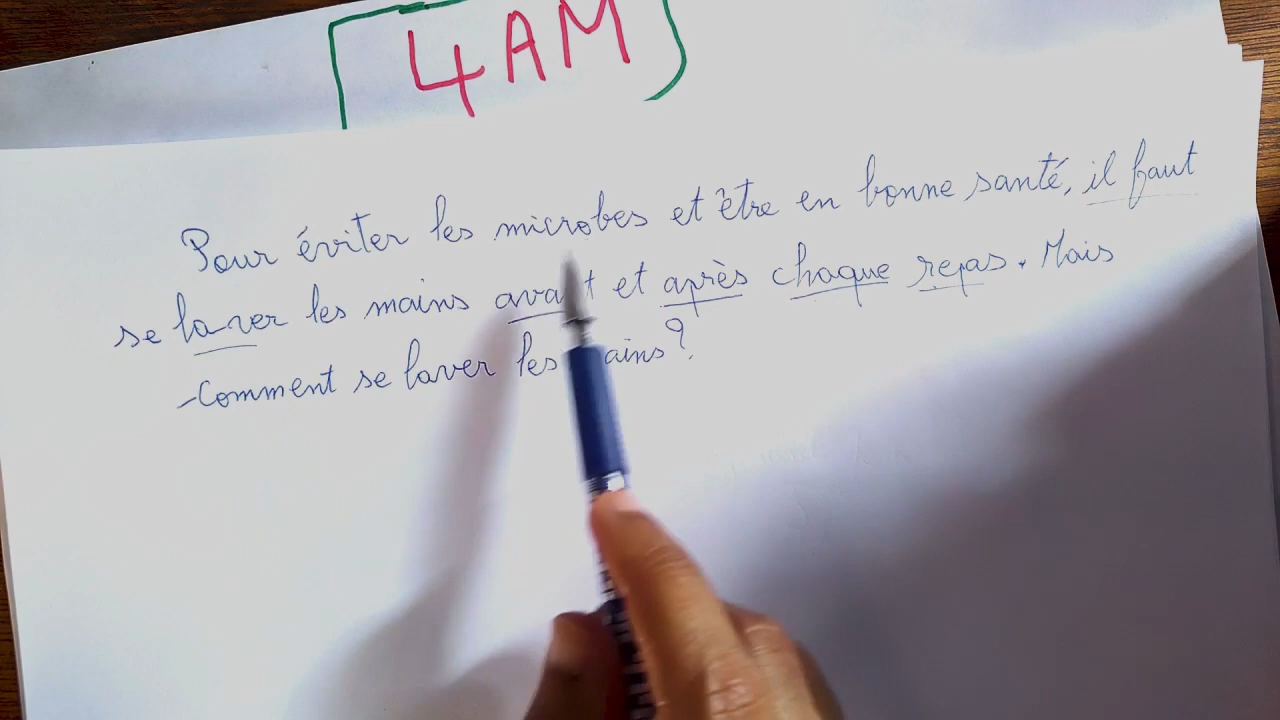 4AM
Pour éviter les microbes et être en bonne santé, il faut
se laver les mains avant et après chaque repas. Mais
-Comment se laver les mains?